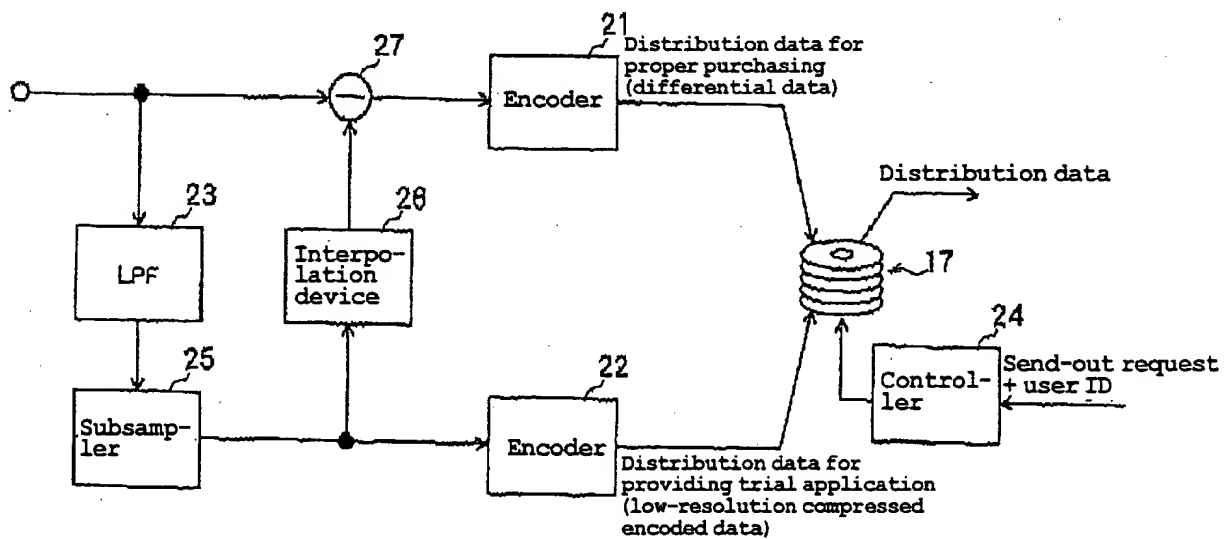 27
21
Distribution data for
proper purchasing
(differential data)
Encoder
Distribution data
23
LPF
26
Interpo-
lation
device
17
24
Send-out request
+ user ID
Control-
ler
25
Subsamp-
ler
22
Encoder
Distribution data for
providing trial application
(low-resolution compressed
encoded data)